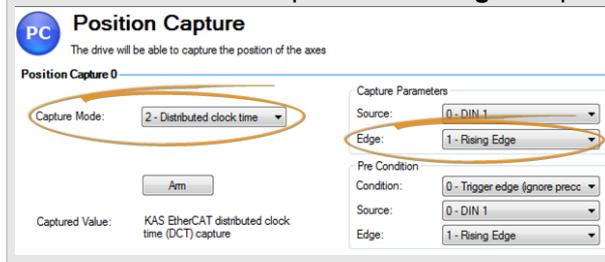 PC
Position Capture
The drive will be able to capture the position of the axes
Position Capture 0
Capture Mode: 2 - Distributed clock time
Arm
Captured Value: KAS EtherCAT distributed clock
time (DCT) capture
Capture Parameters
Source: 0 - DIN 1
Edge: 1 - Rising Edge
Pre Condition
Condition: 0 - Trigger edge (ignore precc
Source: 0 - DIN 1
Edge: 1 - Rising Edge